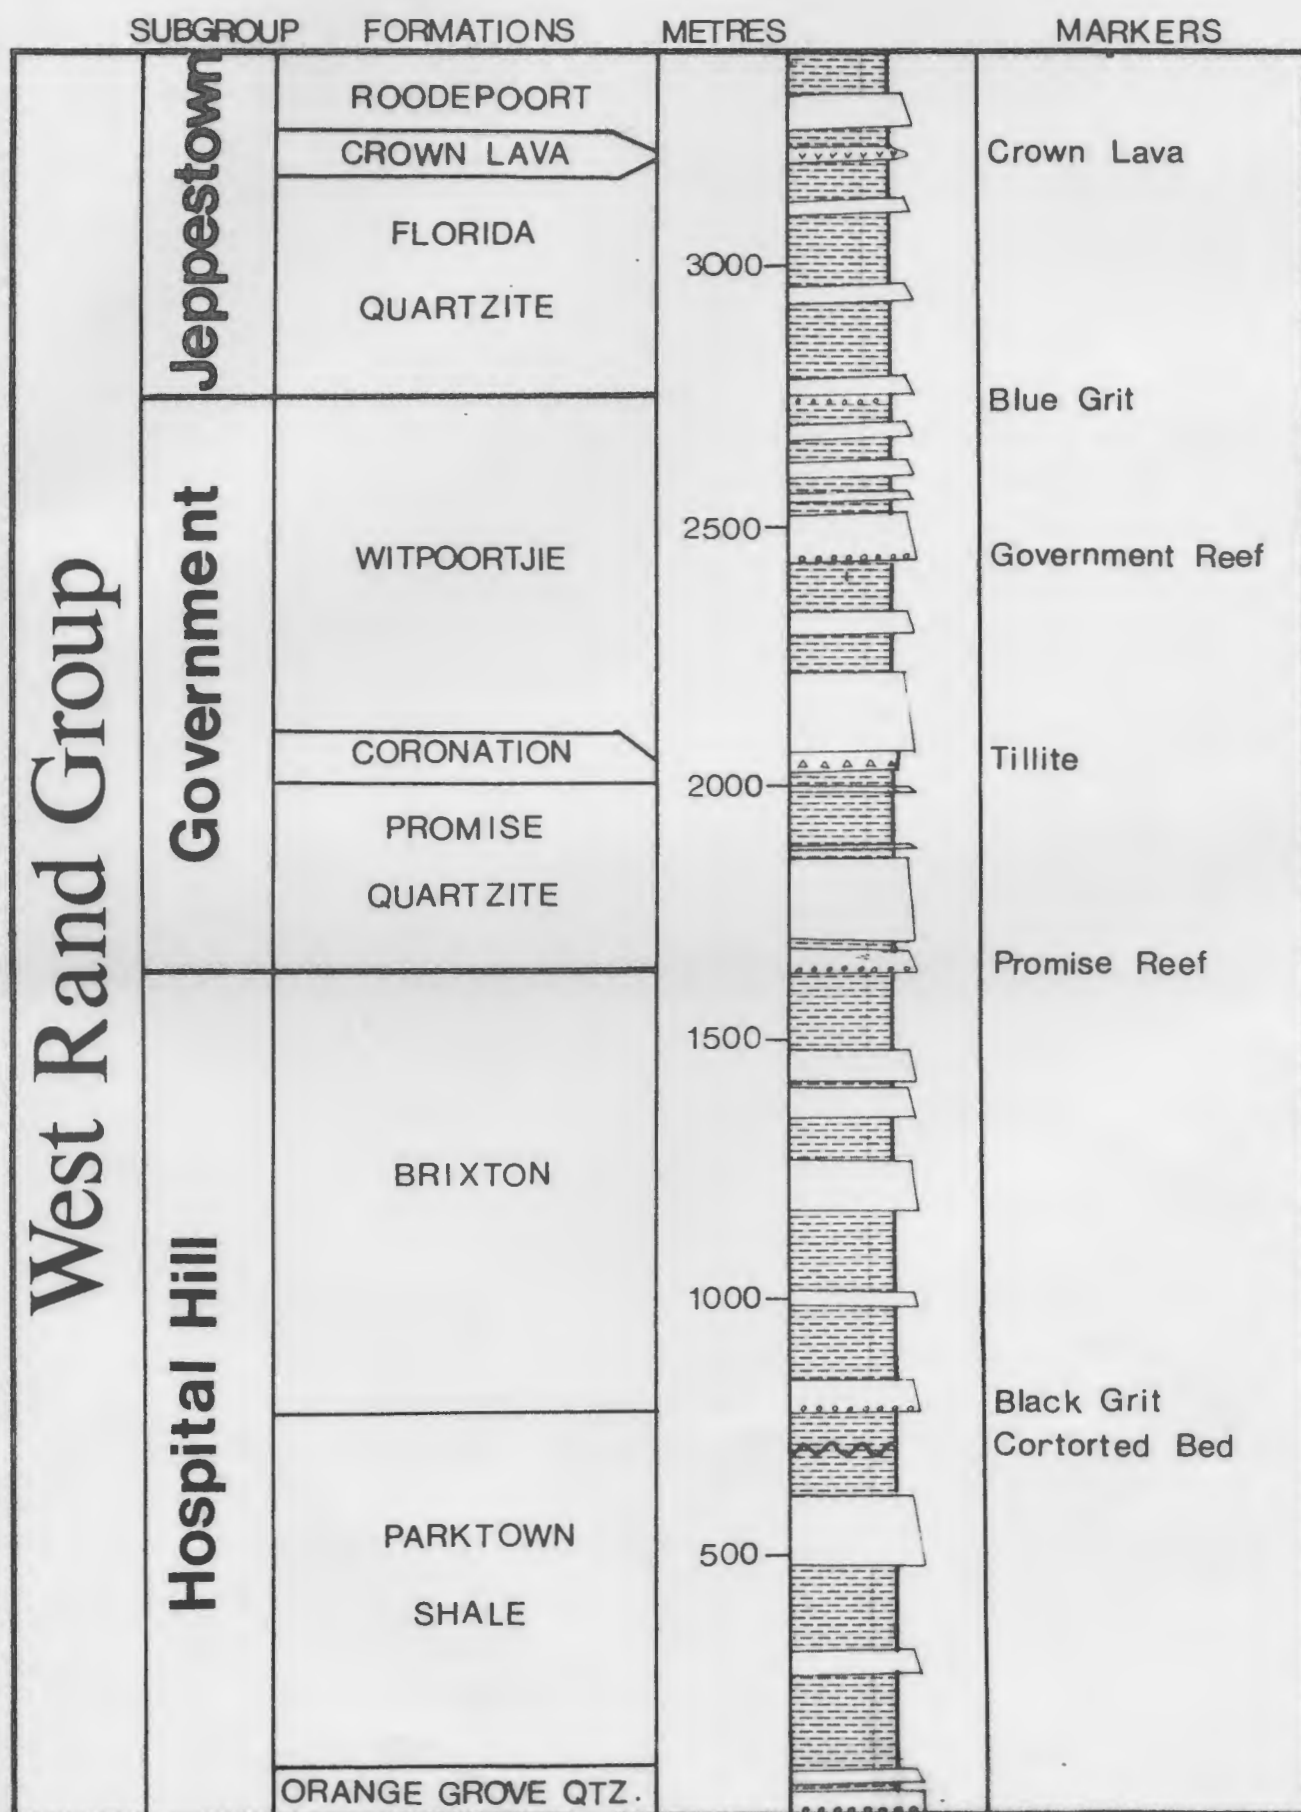 SUBGROUP FORMATIONS METRES MARKERS
West Rand Group
Jeppestown
Government
Hospital Hill
ROODEPOORT
CROWN LAVA
FLORIDA
QUARTZITE
WITPOORTJIE
CORONATION
PROMISE
QUARTZITE
BRIXTON
PARKTOWN
SHALE
ORANGE GROVE QTZ.
3000
2500
2000
1500
1000
500
Crown Lava
Blue Grit
Government Reef
Tillite
Promise Reef
Black Grit
Cortorted Bed